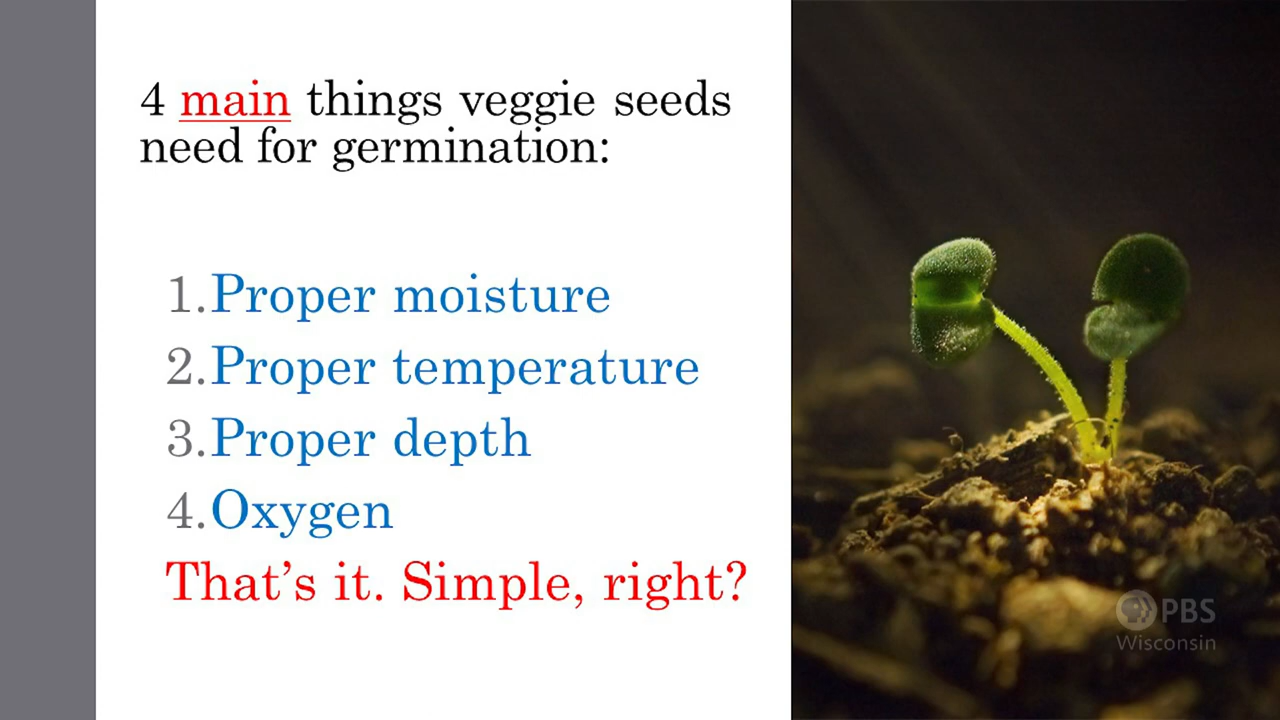 4 main things veggie seeds
need for germination:
1.Proper moisture
2.Proper temperature
3.Proper depth
4.Oxygen
That’s it. Simple, right?
PBS
Wisconsin